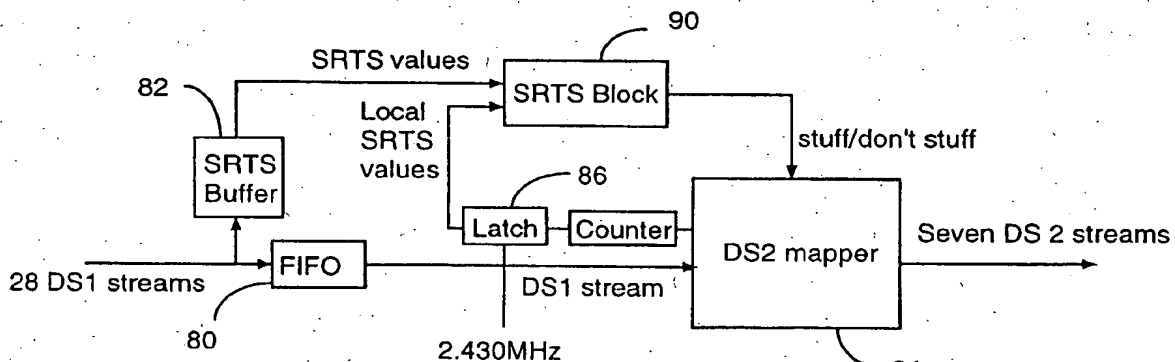 90
SRTS values
82
SRTS Block
Local
SRTS
values
stuff/don't stuff
SRTS
Buffer
86
Latch
Counter
DS2 mapper
Seven DS 2 streams
28 DS1 streams
FIFO
DS1 stream
80
2.430MHz